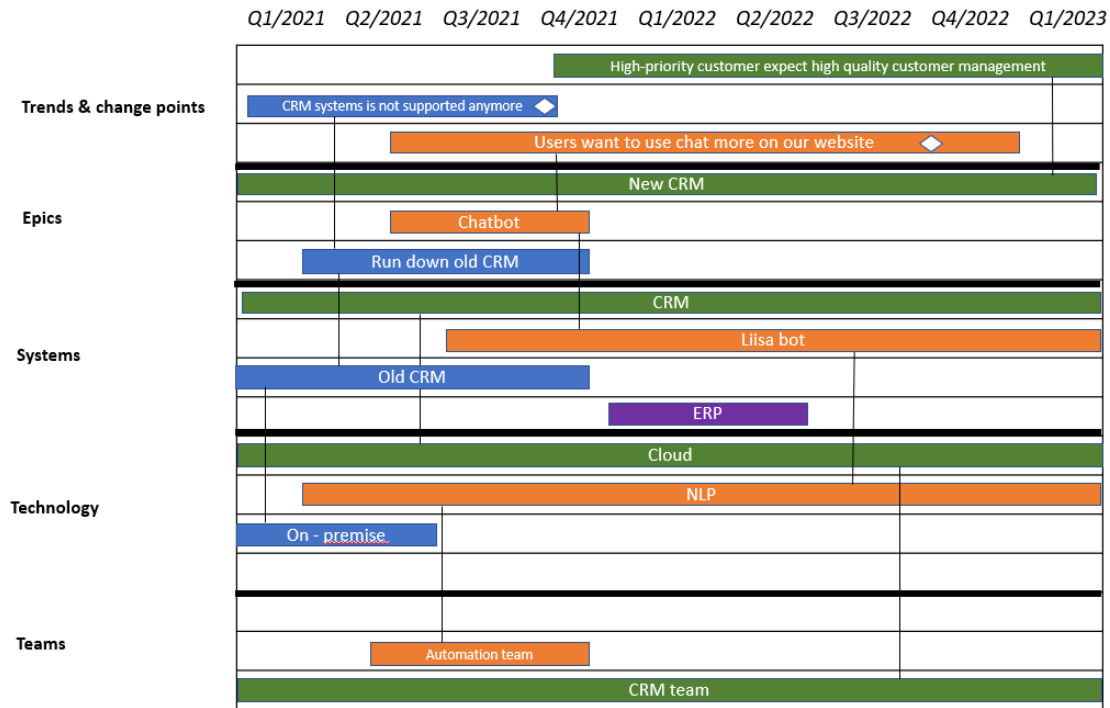 Q1/2021 Q2/2021 Q3/2021 Q4/2021 Q1/2022 Q2/2022 Q3/2022 Q4/2022 Q1/2023
High-priority customer expect high quality customer management
Trends & change points
CRM systems is not supported anymore
Users want to use chat more on our website
New CRM
Epics
Chatbot
Run down old CRM
CRM
Systems
Liisa bot
Old CRM
ERP
Cloud
Technology
NLP
On - premise
Teams
Automation team
CRM team